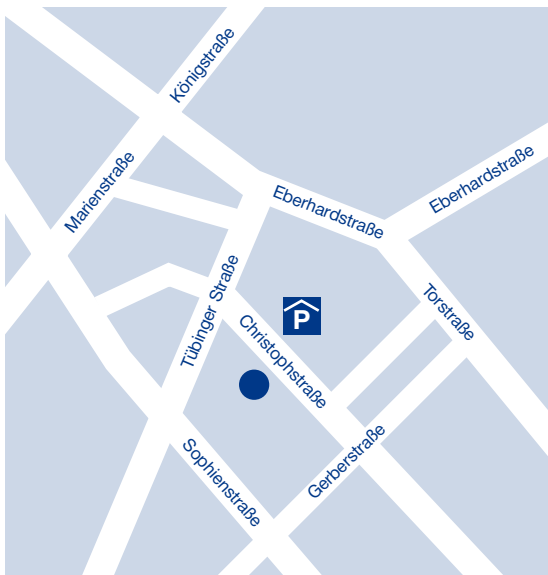 Königstraße
Marienstraße
Eberhardstraße
Eberhardstraße
Tübinger Straße
Torstraße
P
Christophstraße
Gerberstraße
Sophienstraße